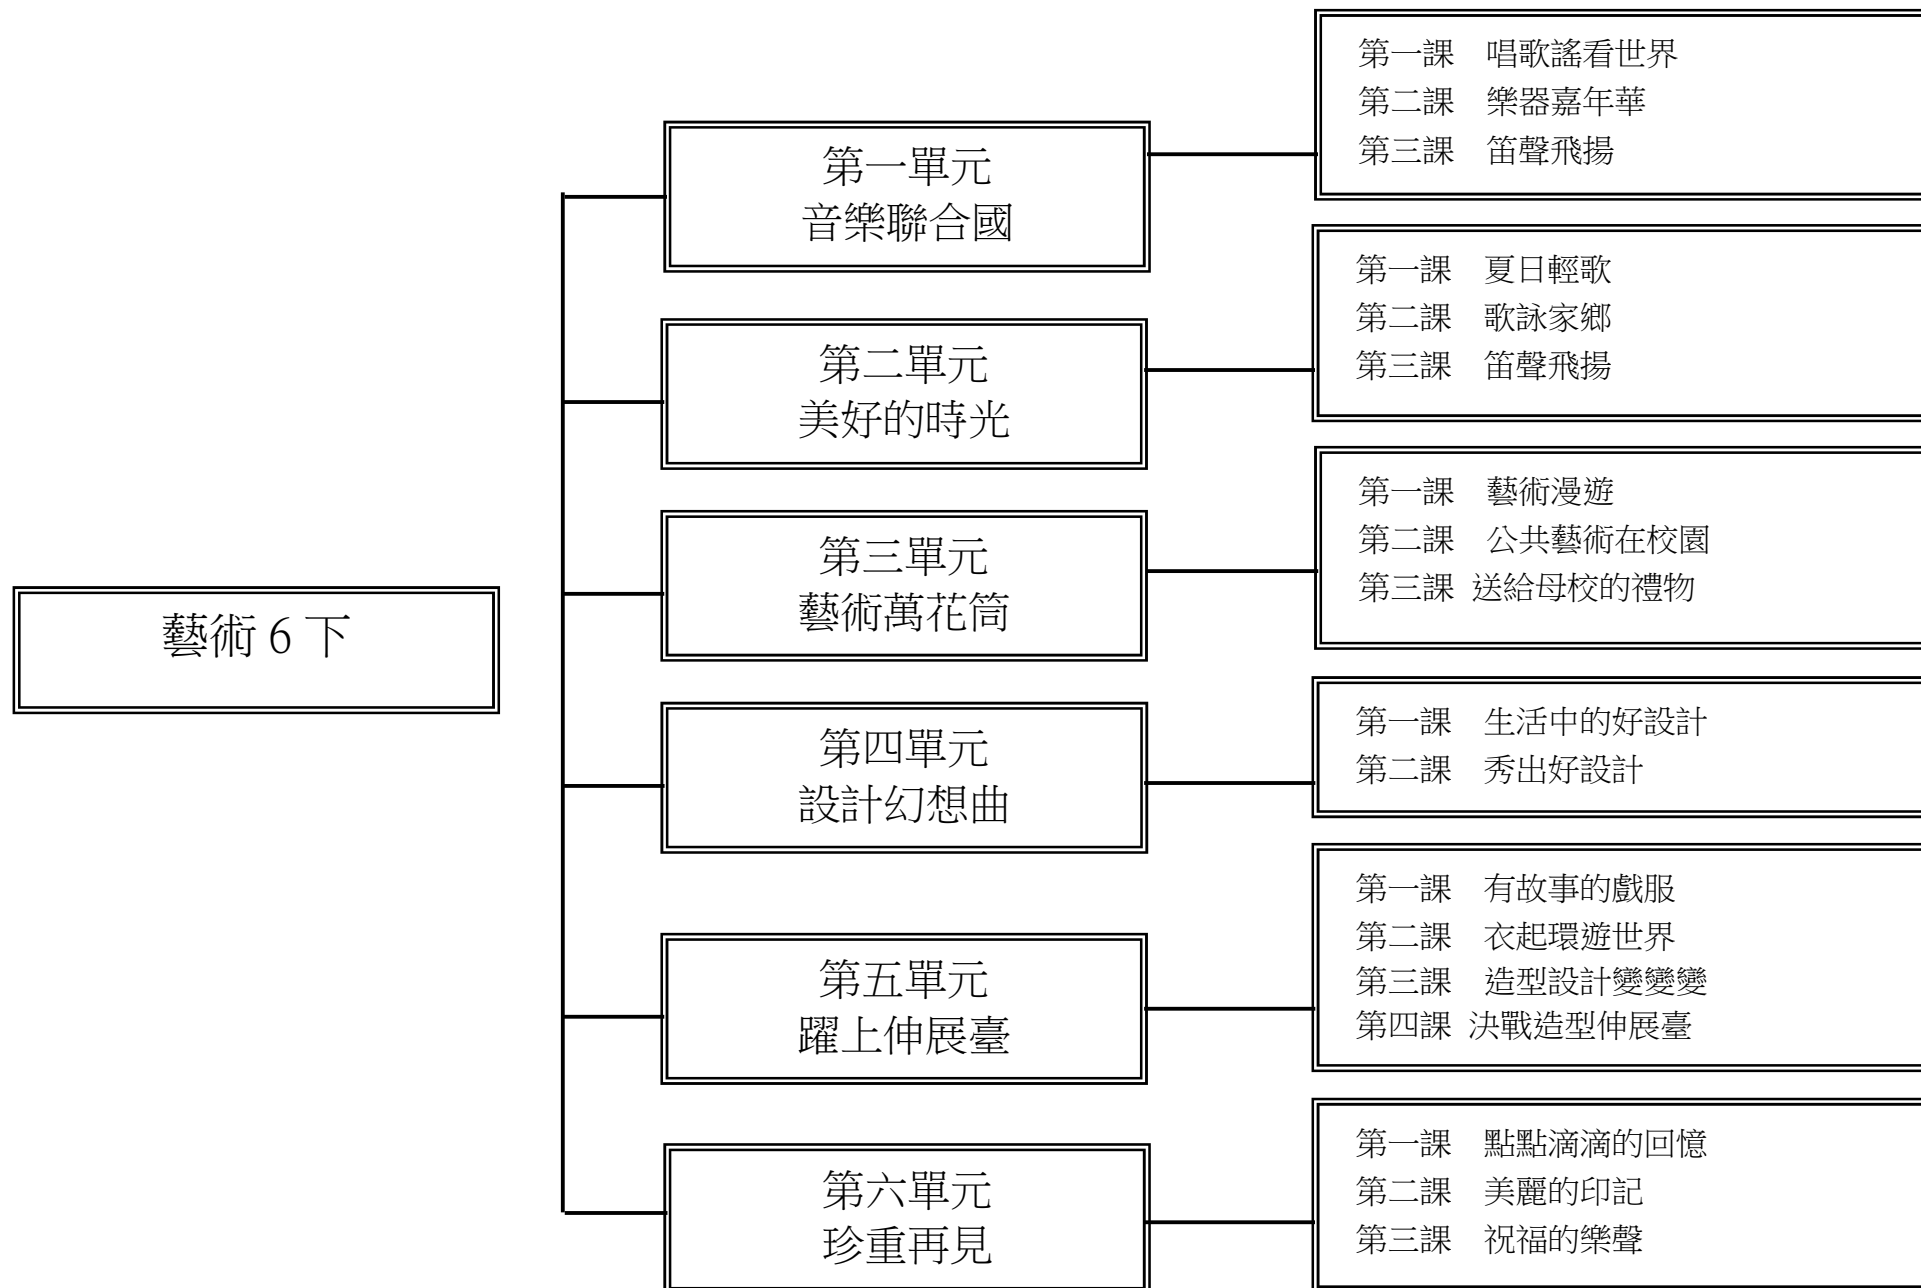 藝術6下
第一單元
音樂聯合國
第一課　唱歌謠看世界
第二課　樂器嘉年華
第三課　笛聲飛揚
第二單元
美好的時光
第一課　夏日輕歌
第二課　歌詠家鄉
第三課　笛聲飛揚
第三單元
藝術萬花筒
第一課　藝術漫遊
第二課　公共藝術在校園
第三課 送給母校的禮物
第四單元
設計幻想曲
第一課　生活中的好設計
第二課　秀出好設計
第五單元
躍上伸展臺
第一課　有故事的戲服
第二課　衣起環遊世界
第三課　造型設計變變變
第四課 決戰造型伸展臺
第六單元
珍重再見
第一課　點點滴滴的回憶
第二課　美麗的印記
第三課　祝福的樂聲